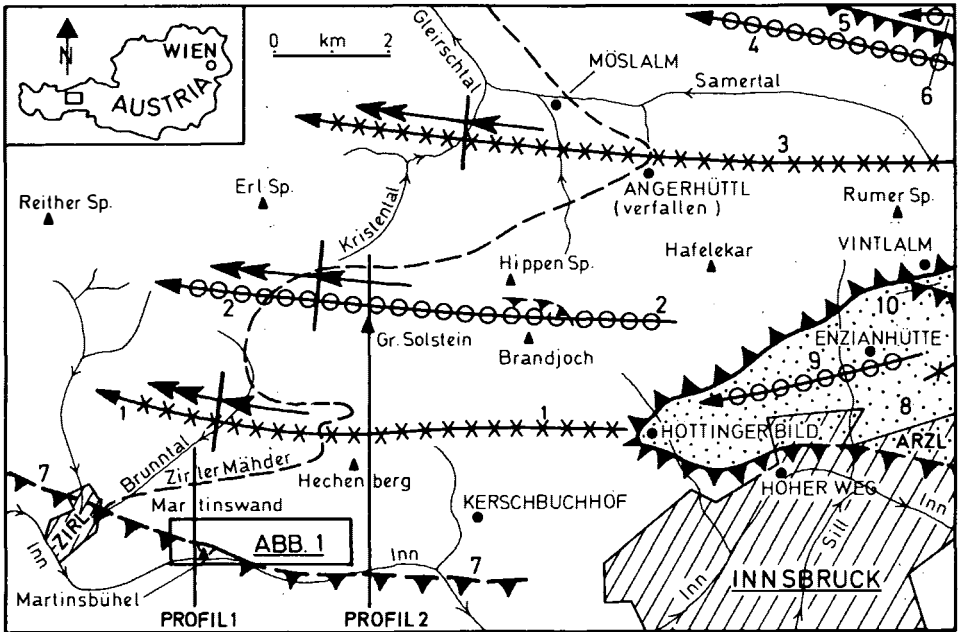 N
WIEN
AUSTRIA
0 km 2
Gleirschtal
MÖSLALM
Samertal
4
5
6
3
ANGERHÜTTL
(verfallen)
Reither Sp.
Erl Sp.
Kristental
Rumer Sp.
Hippen Sp.
Hafelekar
VINTLALM
2
2
Gr. Solstein
Brandjoch
10
ENZIANHÜTTE
9
8
1
1
HÖTTINGER BILD
ARZL
Brunntal
Zirler Mähder
Hechenberg
HOHER WEG
7
ZIRL
Martinswand
KERSCHBUCHHOF
Inn
Sill
Inn
ABB. 1
Inn
7
Martinsbühel
Inn
INNSBRUCK
PROFIL 1
PROFIL 2